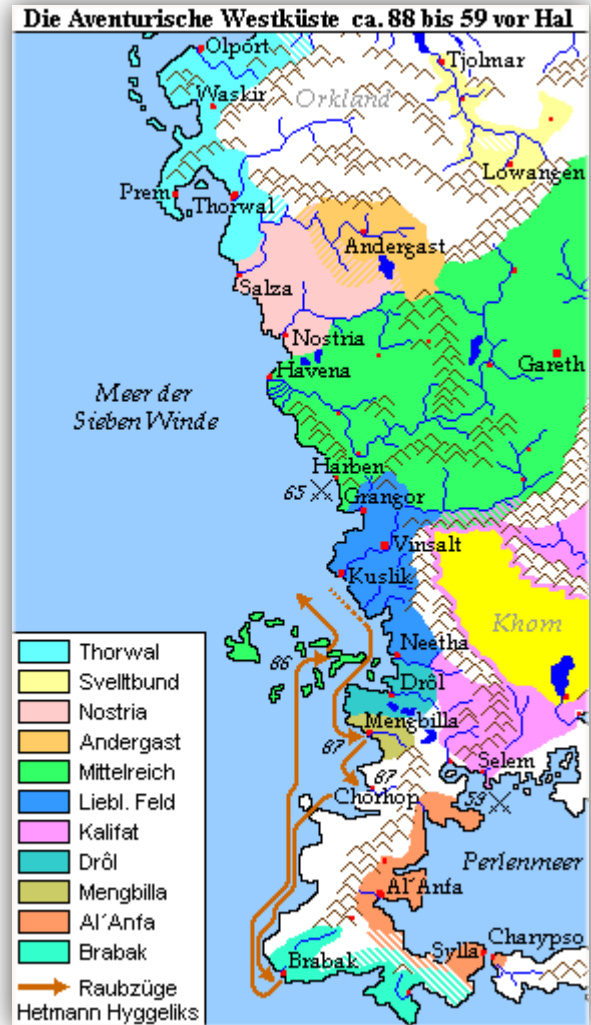 Die Aventurische Westküste ca. 88 bis 59 vor Hal
Olport
Tjolmar
Orkland
Waskir
Lowangen
Prem
Thorwal
Andergast
Salza
Nostria
Gareth
Havena
Meer der
Sieben Winde
Harben
65
Grangor
Vinsalt
Kuslik
Khom
Neetha
66
Drôl
Mengbilla
67
67
Selem
Chorhop
59
Perlenmeer
Al´Anfa
Sylla
Charypso
Brabak
Thorwal
Svelltbund
Nostria
Andergast
Mittelreich
Liebl. Feld
Kalifat
Drôl
Mengbilla
Al´Anfa
Brabak
Raubzüge
Hetmann Hyggeliks